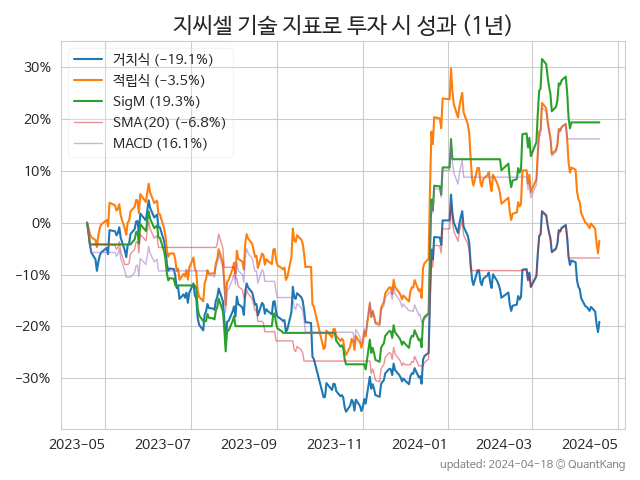 지씨셀 기술 지표로 투자 시 성과 (1년)
거치식 (−19.1%)
적립식 (−3.5%)
SigM (19.3%)
SMA(20) (−6.8%)
MACD (16.1%)
30%
20%
10%
0%
−10%
−20%
−30%
2023-05 2023-07 2023-09 2023-11 2024-01 2024-03 2024-05
updated: 2024-04-18 © QuantKang